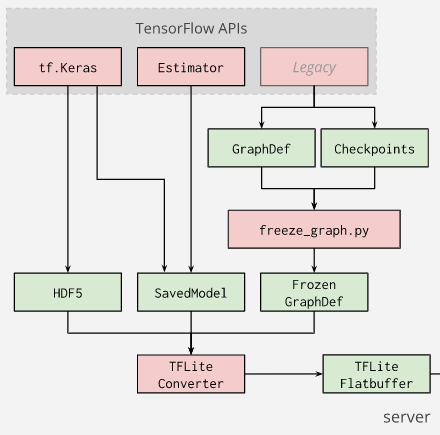 TensorFlow APIs
tf.Keras
Estimator
Legacy
GraphDef
Checkpoints
freeze_graph.py
HDF5
SavedModel
Frozen
GraphDef
TFLite
Converter
TFLite
Flatbuffer
server